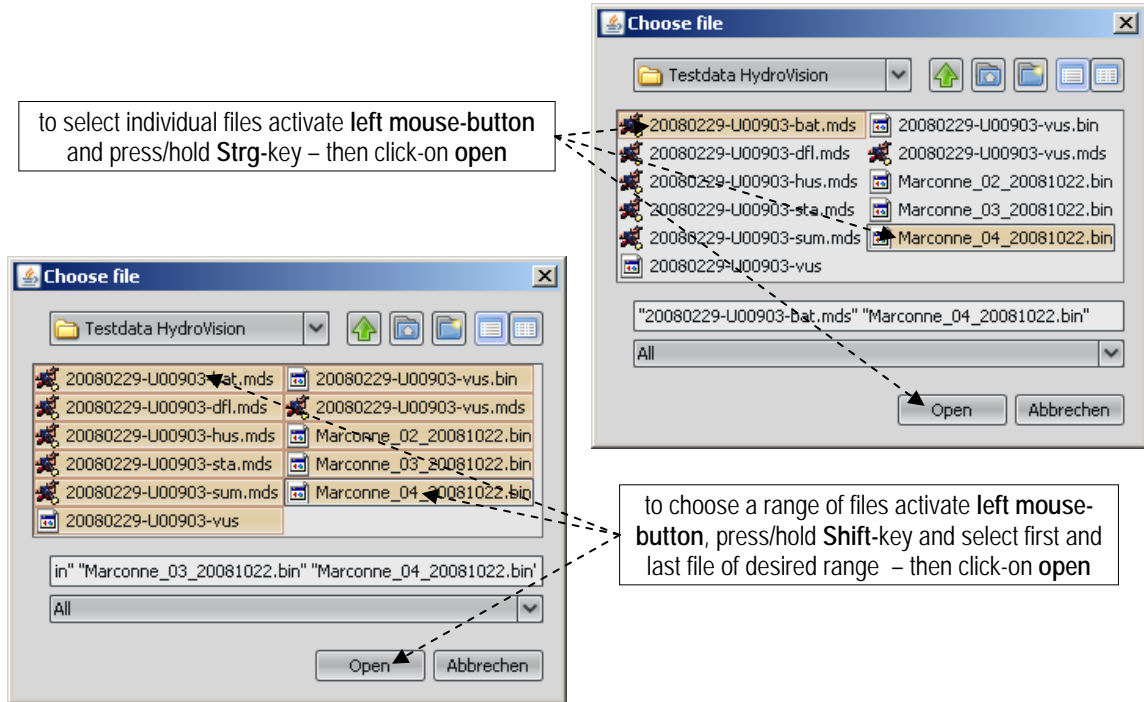 Choose file
Testdata HydroVision
to select individual files activate left mouse-button
and press/hold Strg-key – then click-on open
20080229-U00903-bat.mds 20080229-U00903-vus.bin
20080229-U00903-dfl.mds 20080229-U00903-vus.mds
20080229-U00903-hus.mds Marconne_02_20081022.bin
20080229-U00903-sta.mds Marconne_03_20081022.bin
20080229-U00903-sum.mds Marconne_04_20081022.bin
20080229-U00903-vus
"20080229-U00903-bat.mds" "Marconne_04_20081022.bin"
All
Open Abbrechen
Choose file
Testdata HydroVision
20080229-U00903-bat.mds 20080229-U00903-vus.bin
20080229-U00903-dfl.mds 20080229-U00903-vus.mds
20080229-U00903-hus.mds Marconne_02_20081022.bin
20080229-U00903-sta.mds Marconne_03_20081022.bin
20080229-U00903-sum.mds Marconne_04_20081022.bin
20080229-U00903-vus
in" "Marconne_03_20081022.bin" "Marconne_04_20081022.bin"
All
Open Abbrechen
to choose a range of files activate left mouse-
button, press/hold Shift-key and select first and
last file of desired range – then click-on open